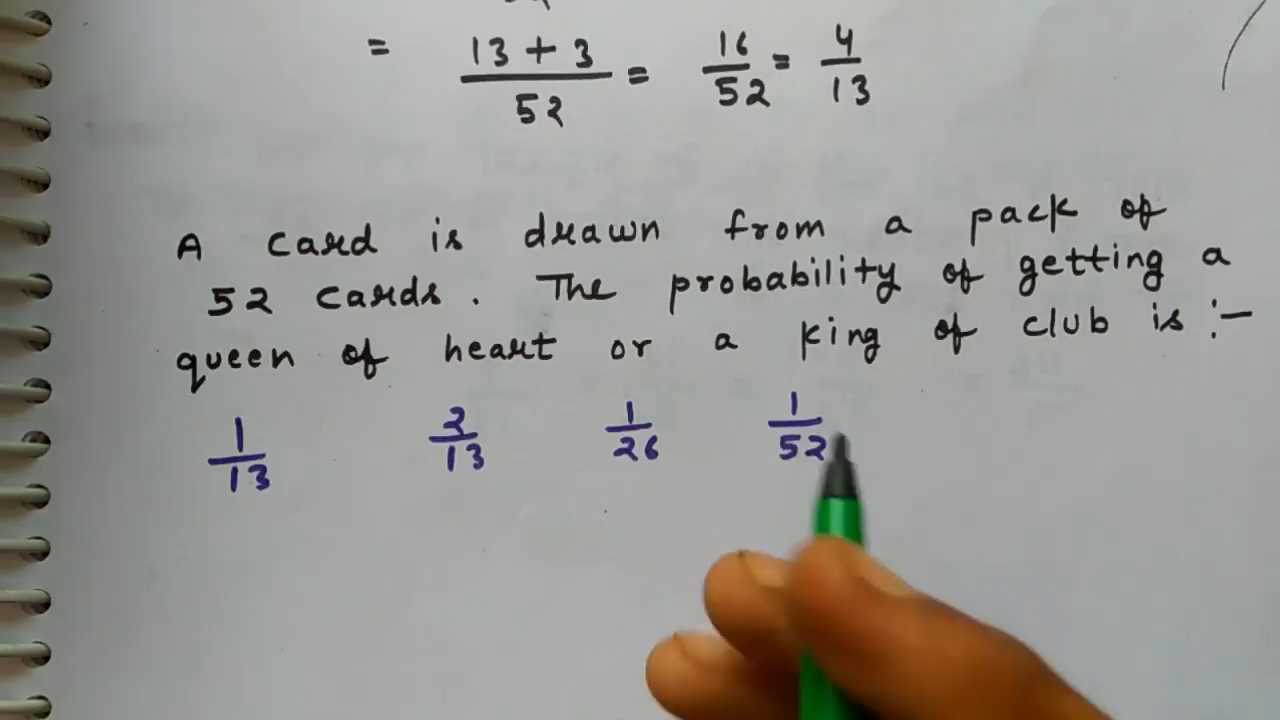 = 13 + 3 / 52 = 16/52 = 4/13
A card is drawn from a pack of
52 cards. The probability of getting a
queen of heart or a king of club is :-
1/13 2/13 1/26 1/52